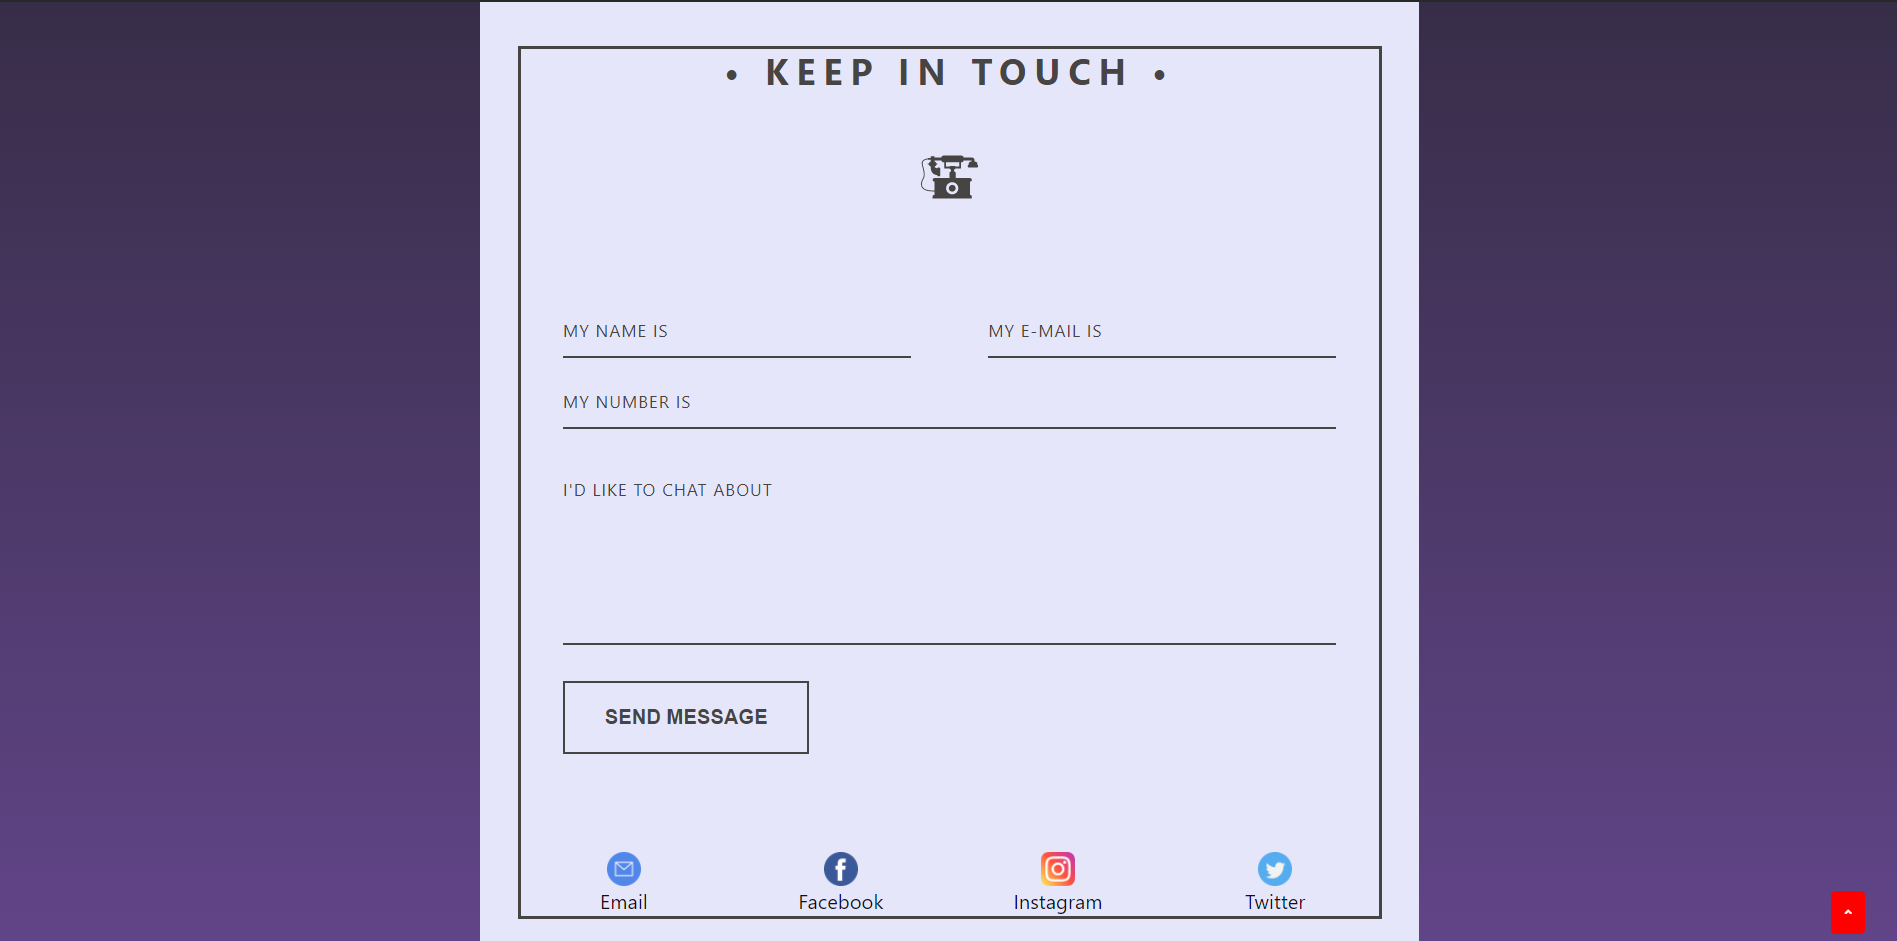 • KEEP IN TOUCH •
MY NAME IS
MY E-MAIL IS
MY NUMBER IS
I'D LIKE TO CHAT ABOUT
SEND MESSAGE
Email
Facebook
Instagram
Twitter